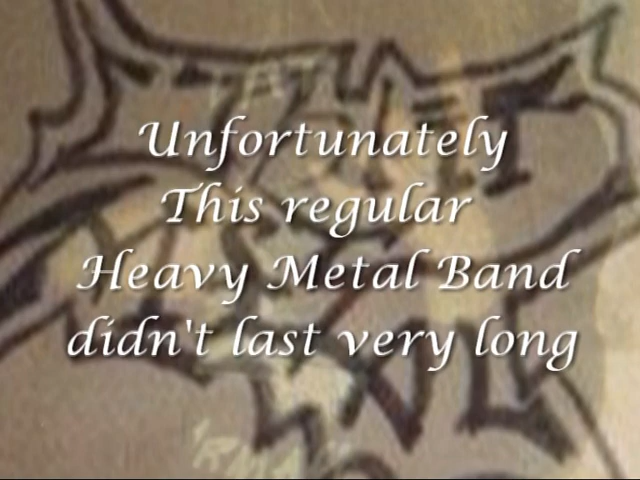 Unfortunately
This regular
Heavy Metal Band
didn't last very long